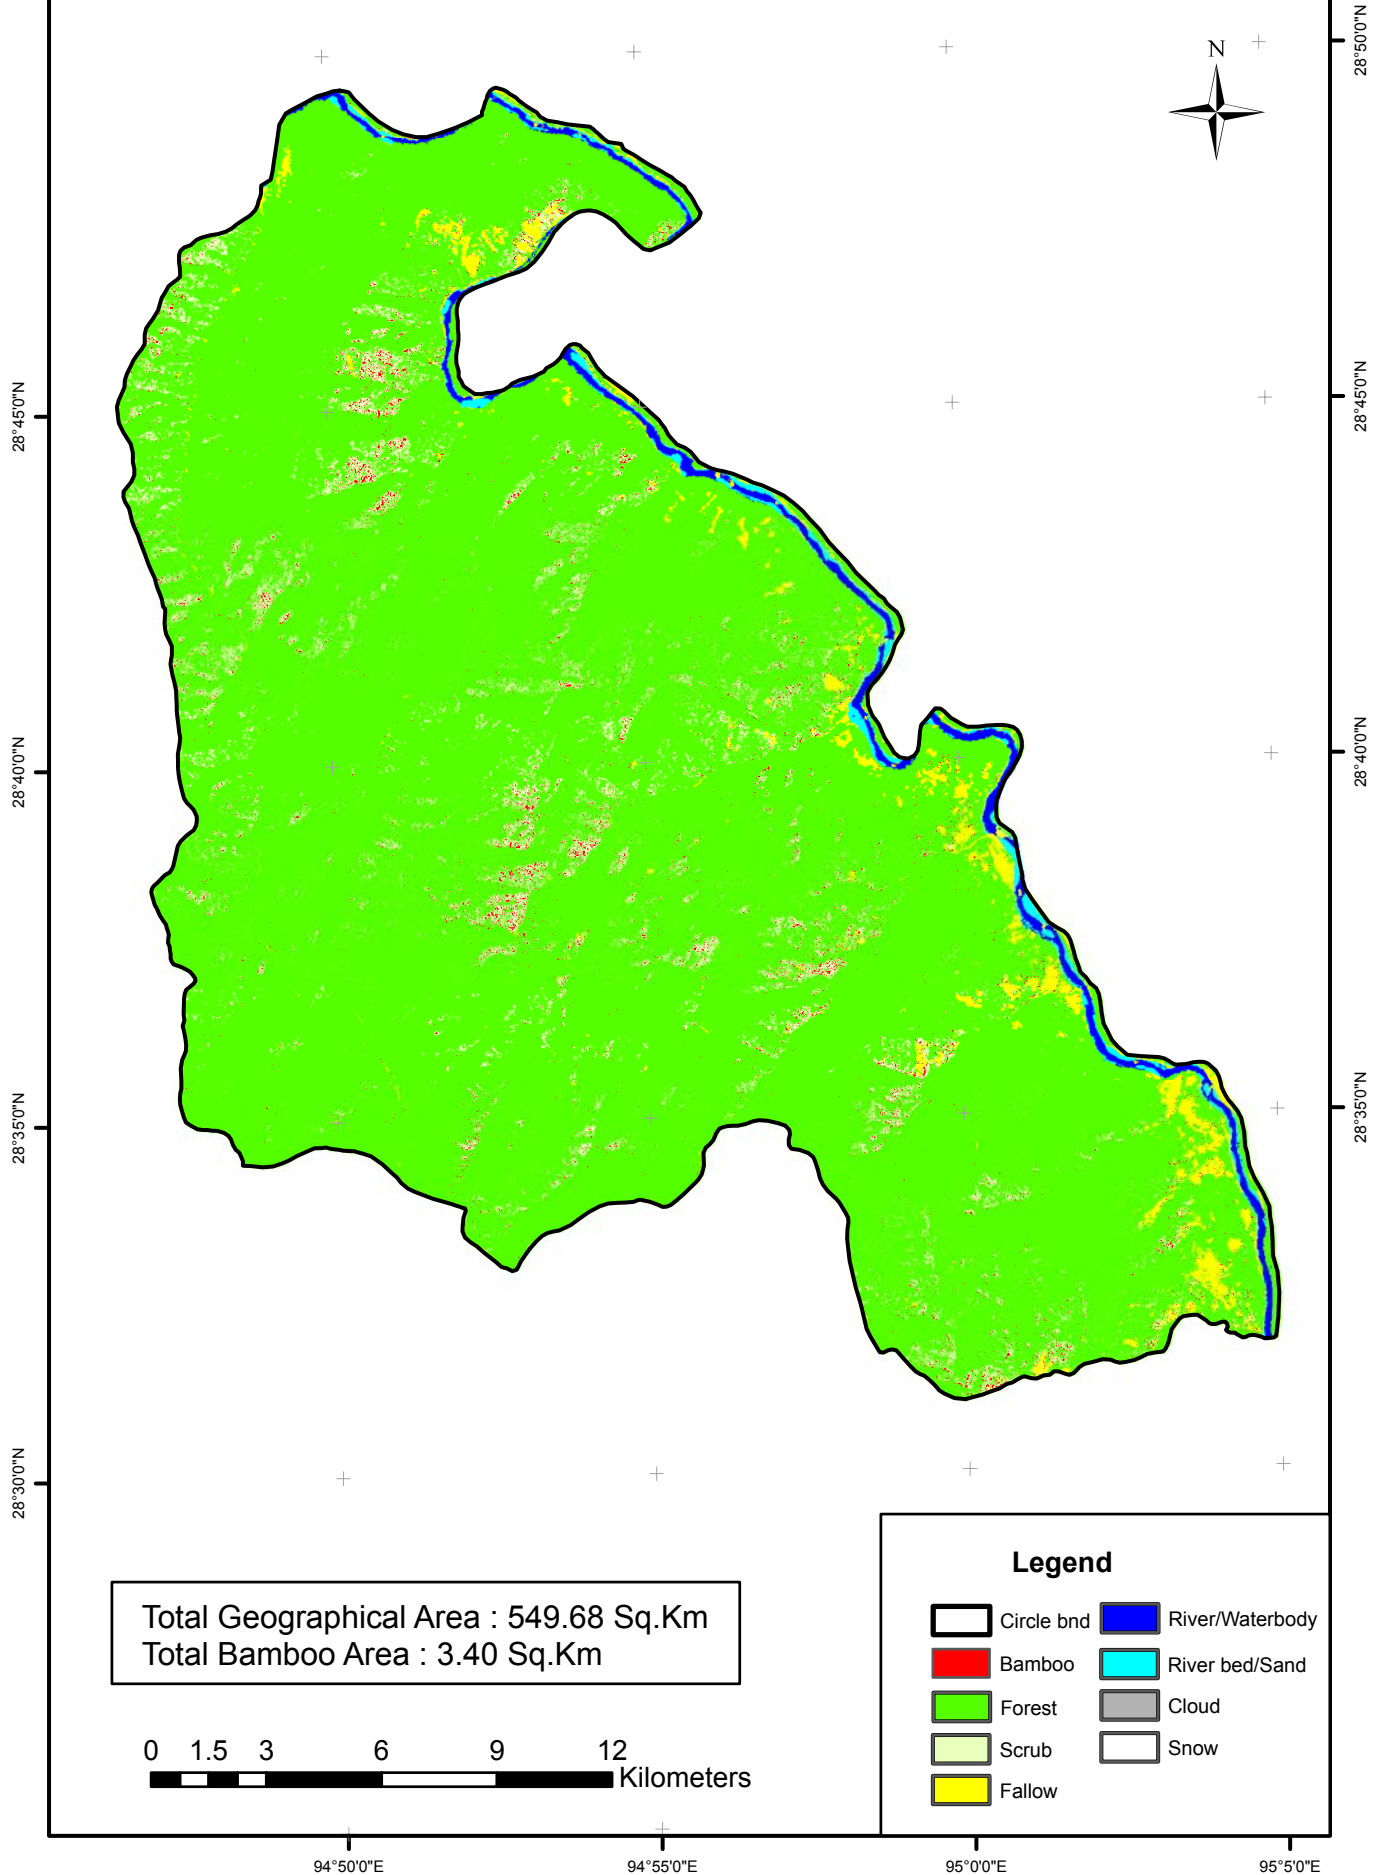 28°50'0"N
N
28°45'0"N
28°45'0"N
28°40'0"N
28°40'0"N
28°35'0"N
28°35'0"N
28°30'0"N
Total Geographical Area : 549.68 Sq.Km
Total Bamboo Area : 3.40 Sq.Km
0 1.5 3 6 9 12
Kilometers
Legend
Circle bnd
Bamboo
Forest
Scrub
Fallow
River/Waterbody
River bed/Sand
Cloud
Snow
94°50'0"E 94°55'0"E 95°0'0"E 95°5'0"E